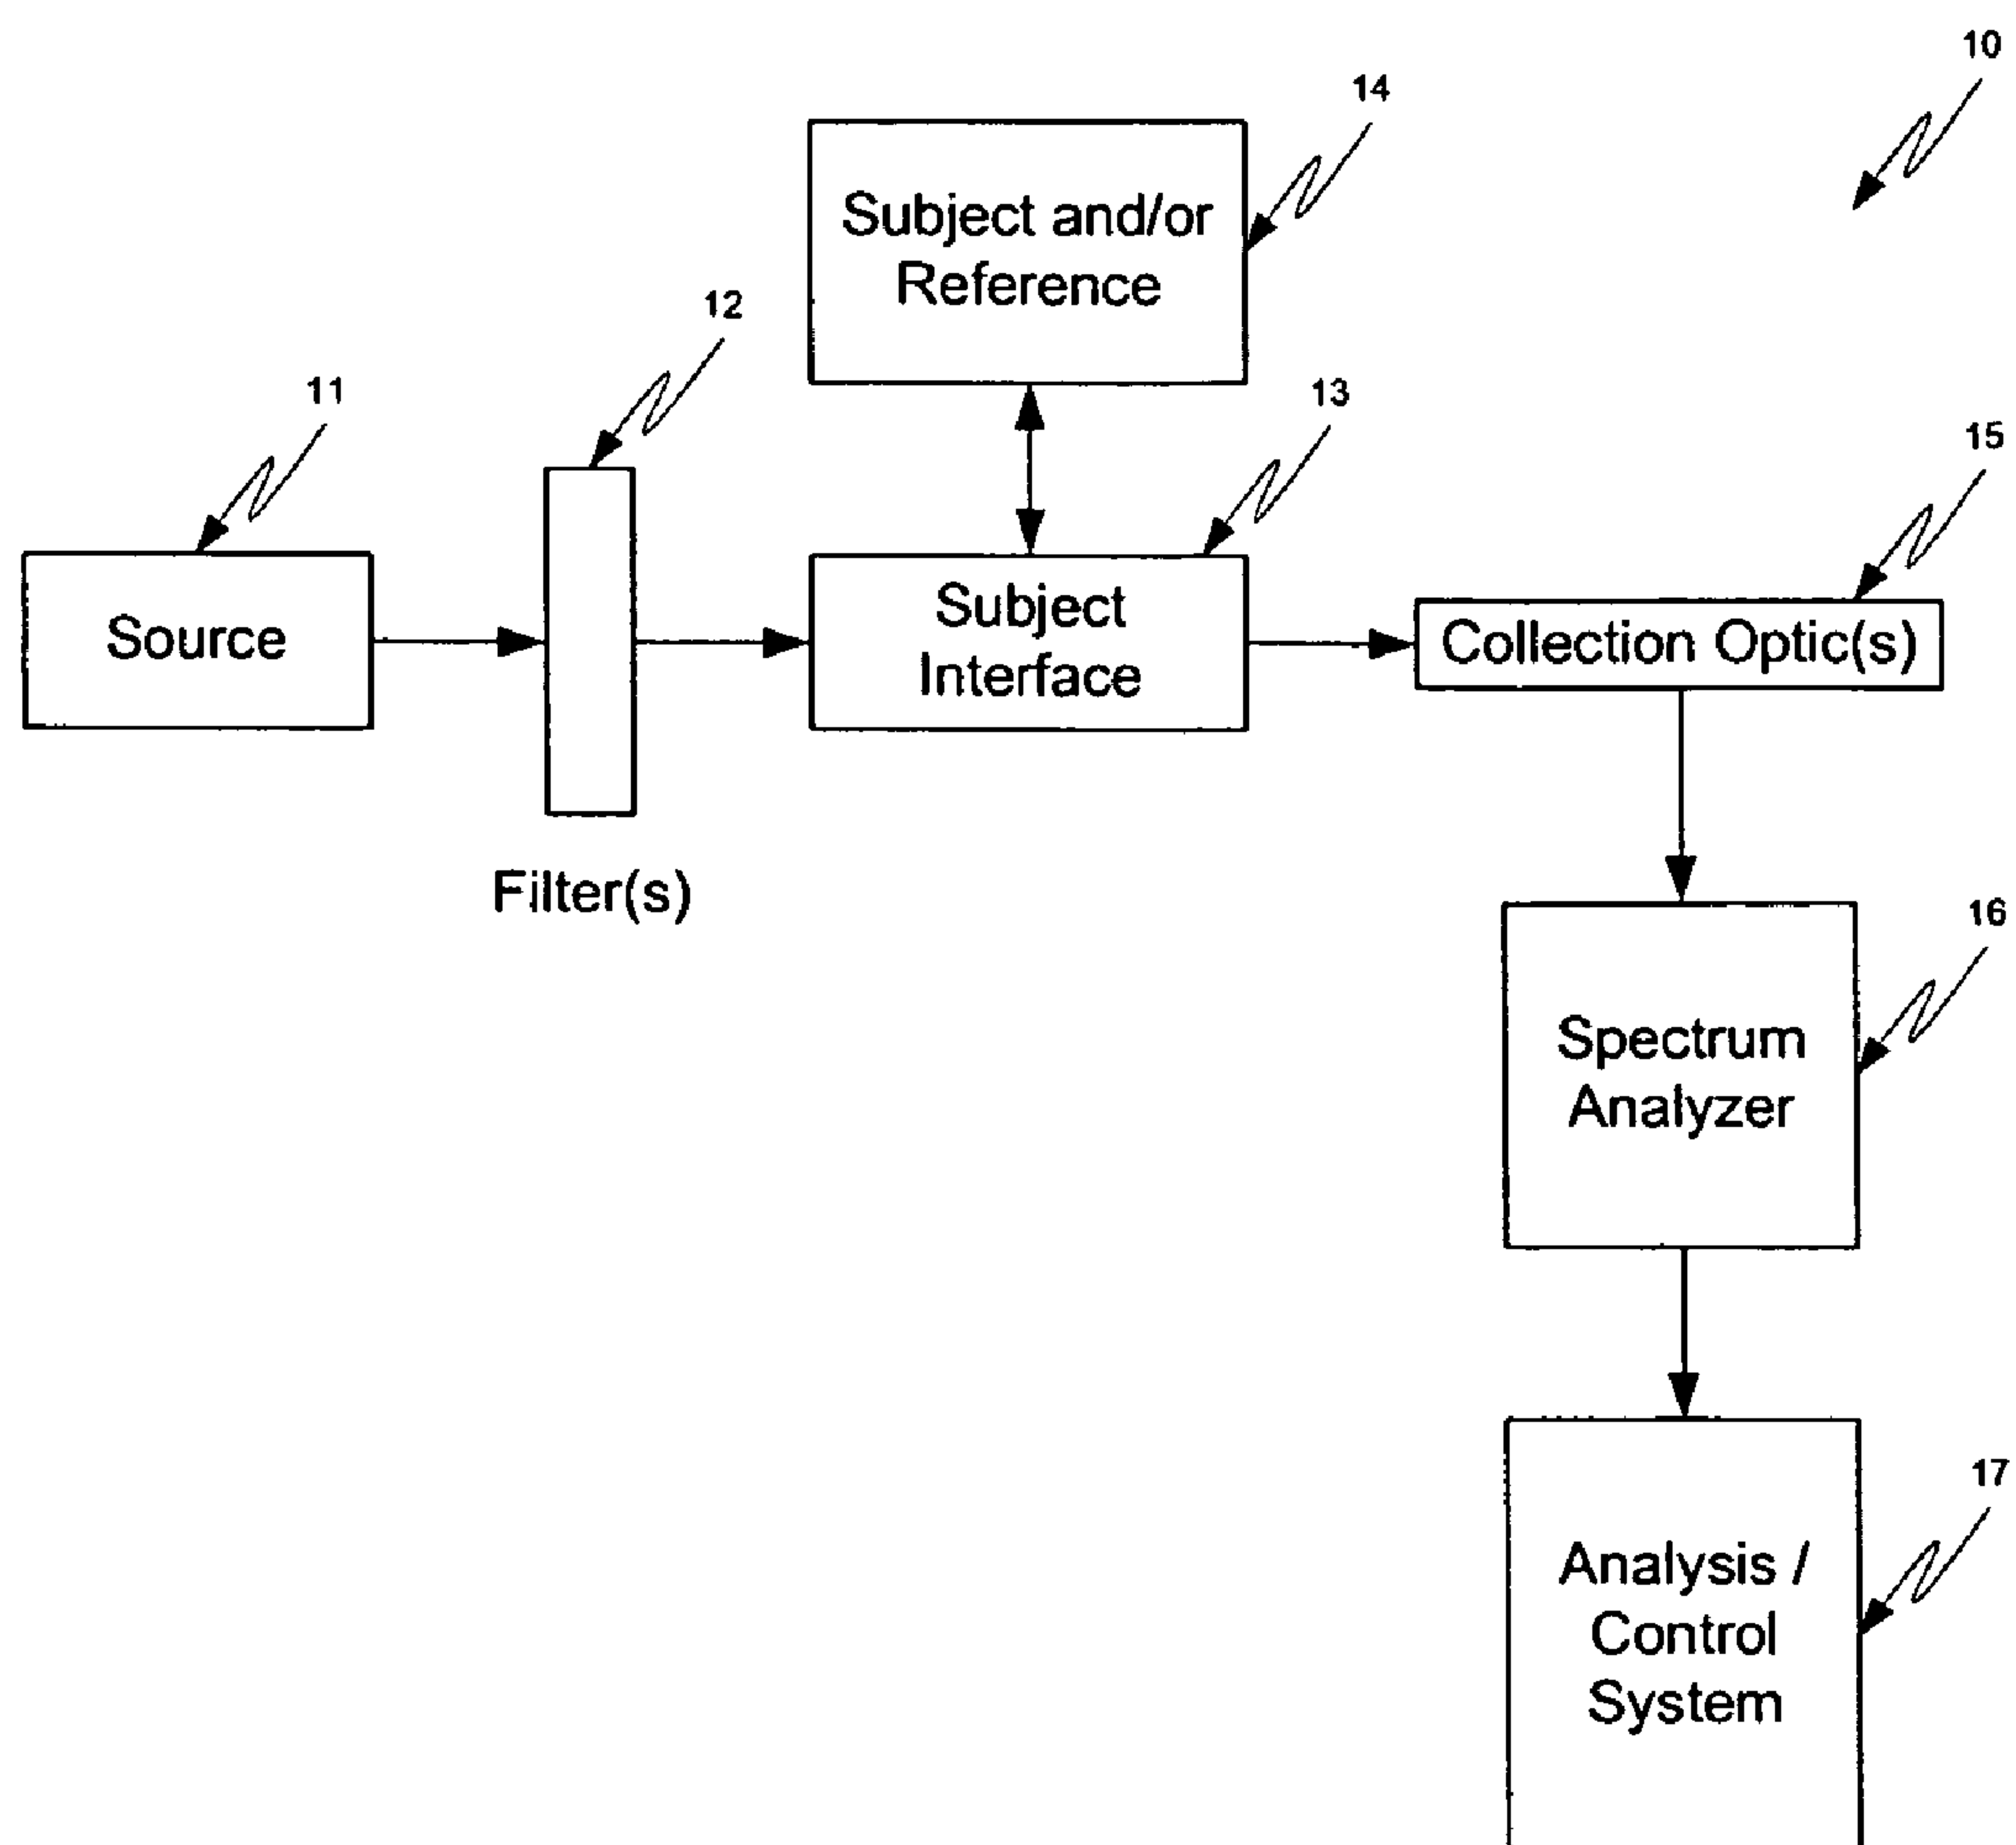 10
14
Subject and/or
Reference
12
11
13
15
Source
Subject
Interface
Collection Optic(s)
Filter(s)
16
Spectrum
Analyzer
17
Analysis /
Control
System